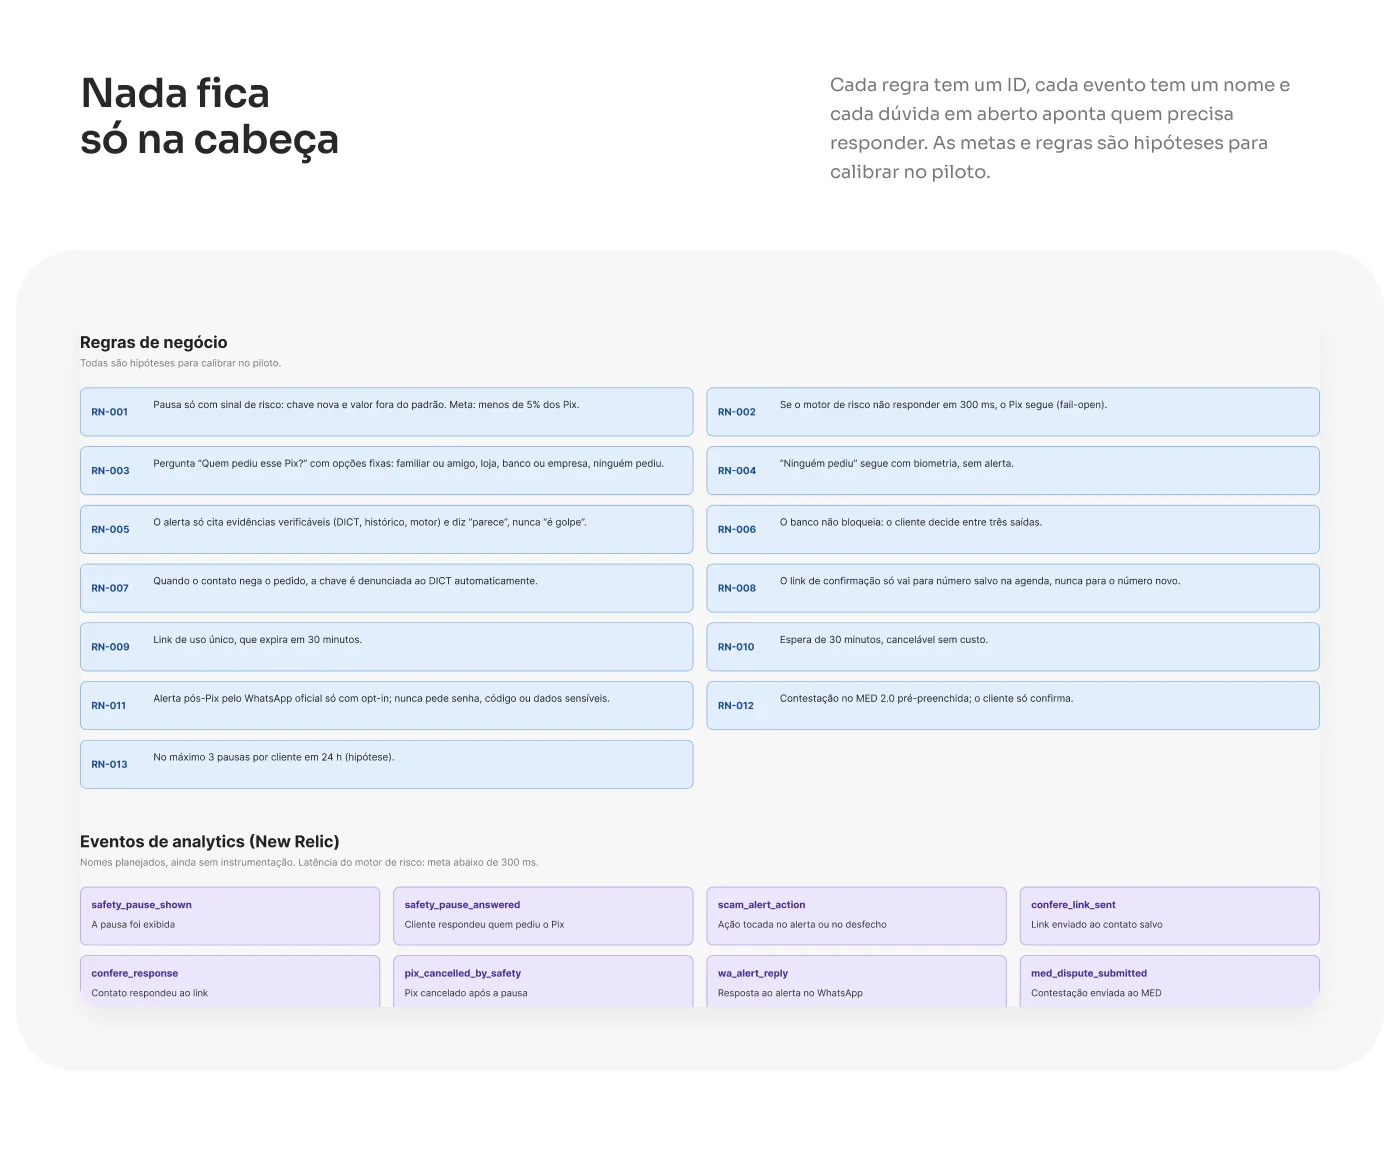 Nada fica
só na cabeça
Cada regra tem um ID, cada evento tem um nome e
cada dúvida em aberto aponta quem precisa
responder. As metas e regras são hipóteses para
calibrar no piloto.
Regras de negócio
Todas são hipóteses para calibrar no piloto.
RN-001 Pausa só com sinal de risco: chave nova e valor fora do padrão. Meta: menos de 5% dos Pix.
RN-002 Se o motor de risco não responder em 300 ms, o Pix segue (fail-open).
RN-003 Pergunta “Quem pediu esse Pix?” com opções fixas: familiar ou amigo, loja, banco ou empresa, ninguém pediu.
RN-004 “Ninguém pediu” segue com biometria, sem alerta.
RN-005 O alerta só cita evidências verificáveis (DICT, histórico, motor) e diz “parece”, nunca “é golpe”.
RN-006 O banco não bloqueia: o cliente decide entre três saídas.
RN-007 Quando o contato nega o pedido, a chave é denunciada ao DICT automaticamente.
RN-008 O link de confirmação só vai para número salvo na agenda, nunca para o número novo.
RN-009 Link de uso único, que expira em 30 minutos.
RN-010 Espera de 30 minutos, cancelável sem custo.
RN-011 Alerta pós-Pix pelo WhatsApp oficial só com opt-in; nunca pede senha, código ou dados sensíveis.
RN-012 Contestação no MED 2.0 pré-preenchida; o cliente só confirma.
RN-013 No máximo 3 pausas por cliente em 24 h (hipótese).
Eventos de analytics (New Relic)
Nomes planejados, ainda sem instrumentação. Latência do motor de risco: meta abaixo de 300 ms.
safety_pause_shown
A pausa foi exibida
safety_pause_answered
Cliente respondeu quem pediu o Pix
scam_alert_action
Ação tocada no alerta ou no desfecho
confere_link_sent
Link enviado ao contato salvo
confere_response
Contato respondeu ao link
pix_cancelled_by_safety
Pix cancelado após a pausa
wa_alert_reply
Resposta ao alerta no WhatsApp
med_dispute_submitted
Contestação enviada ao MED